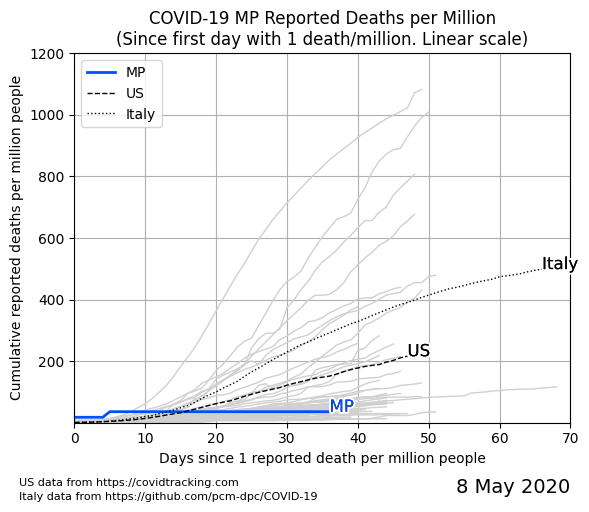 COVID-19 MP Reported Deaths per Million
(Since first day with 1 death/million. Linear scale)
Cumulative reported deaths per million people
1200
1000
800
600
400
200
MP
US
Italy
Italy
US
MP
0 10 20 30 40 50 60 70
Days since 1 reported death per million people
US data from https://covidtracking.com
Italy data from https://github.com/pcm-dpc/COVID-19
8 May 2020